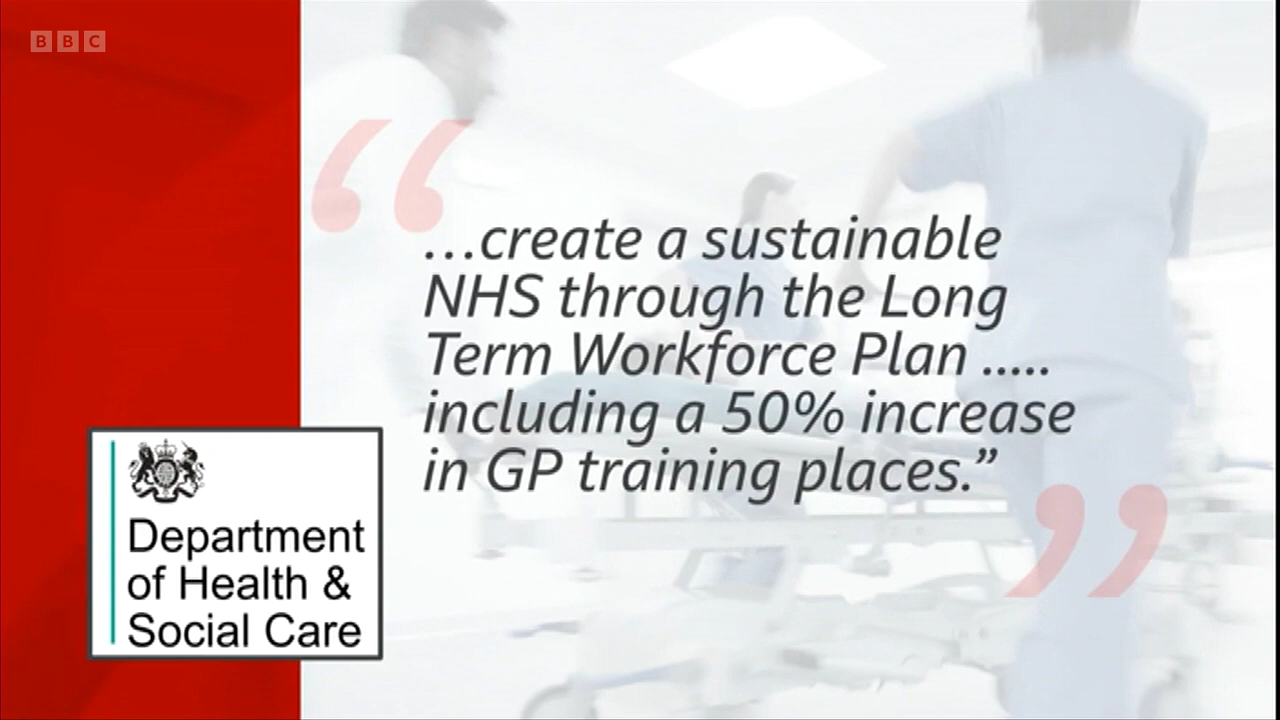 BBC
…create a sustainable
NHS through the Long
Term Workforce Plan .....
including a 50% increase
in GP training places.”
Department
of Health &
Social Care